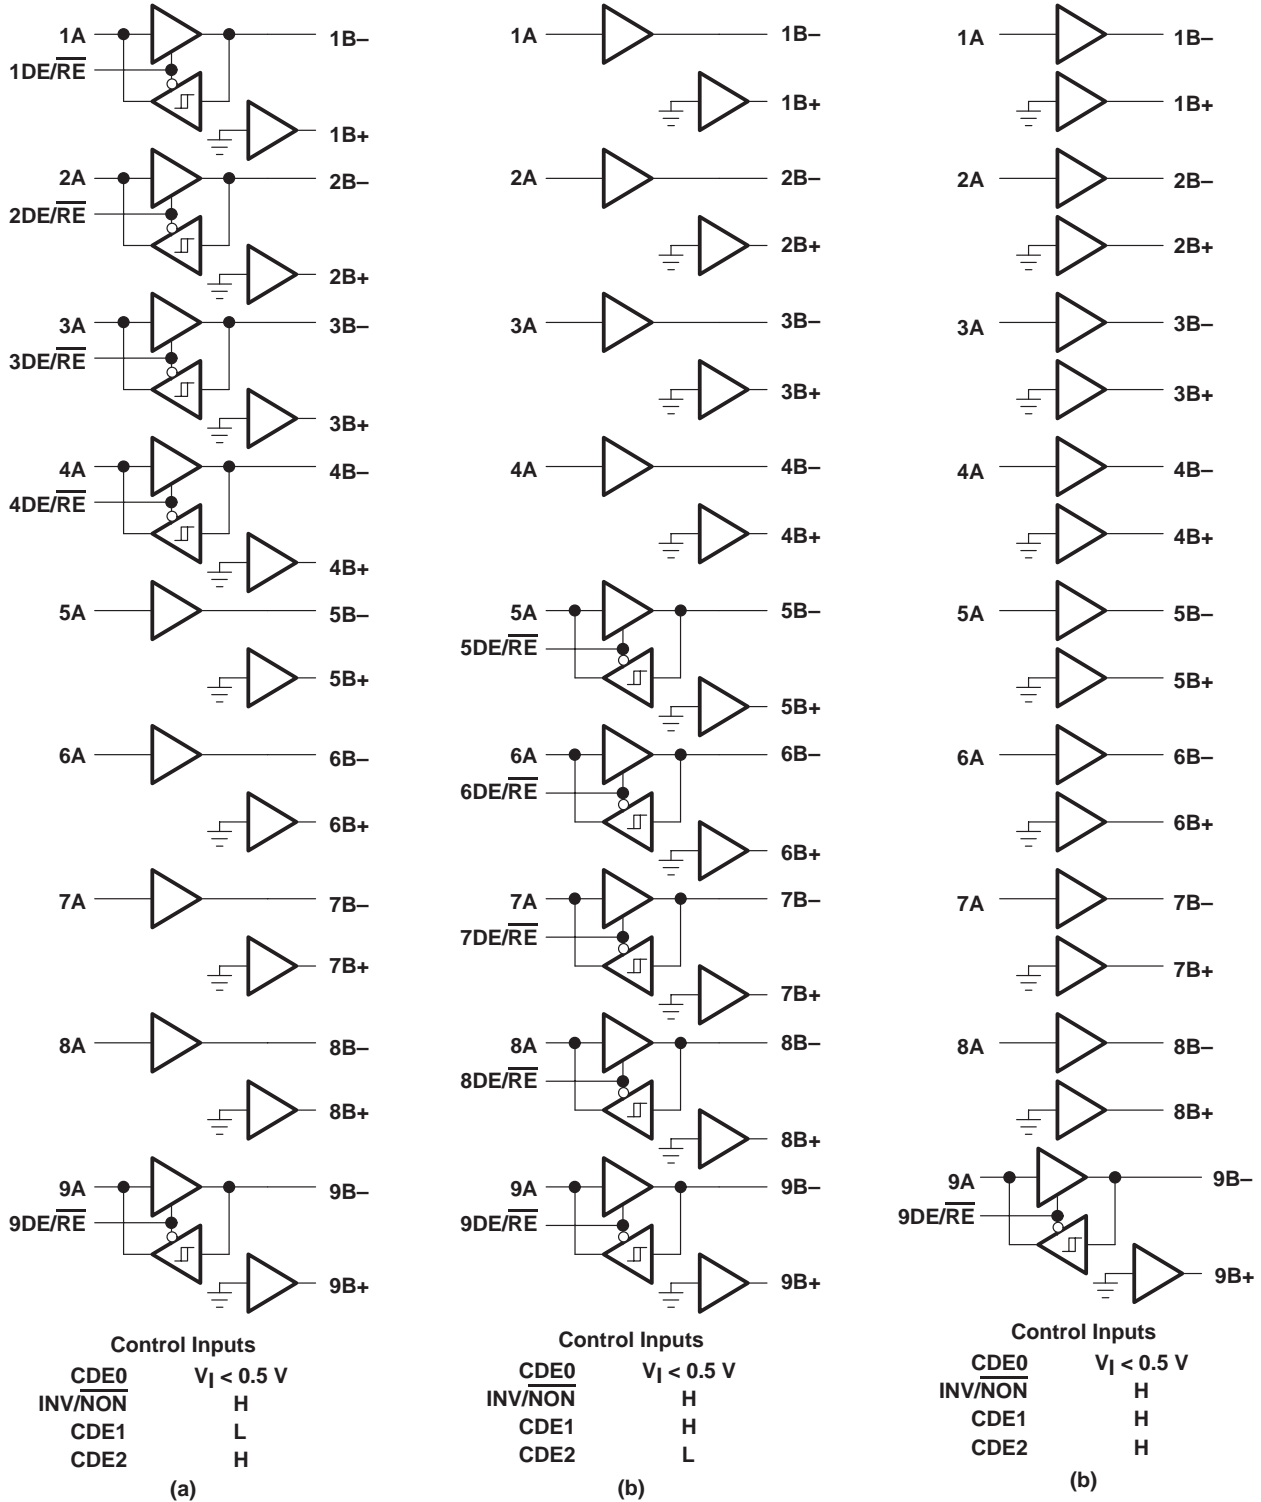 1A 1B–
1DE/RE
1B+
2A 2B–
2DE/RE
2B+
3A 3B–
3DE/RE
3B+
4A 4B–
4DE/RE
4B+
5A 5B–
5B+
6A 6B–
6B+
7A 7B–
7B+
8A 8B–
8B+
9A 9B–
9DE/RE
9B+
Control Inputs
CDE0 VI < 0.5 V
INV/NON H
CDE1 L
CDE2 H
(a)
1A 1B–
1B+
2A 2B–
2B+
3A 3B–
3B+
4A 4B–
4B+
5A 5B–
5DE/RE
5B+
6A 6B–
6DE/RE
6B+
7A 7B–
7DE/RE
7B+
8A 8B–
8DE/RE
8B+
9A 9B–
9DE/RE
9B+
Control Inputs
CDE0 VI < 0.5 V
INV/NON H
CDE1 H
CDE2 L
(b)
1A 1B–
1B+
2A 2B–
2B+
3A 3B–
3B+
4A 4B–
4B+
5A 5B–
5B+
6A 6B–
6B+
7A 7B–
7B+
8A 8B–
8B+
9A 9B–
9DE/RE
9B+
Control Inputs
CDE0 VI < 0.5 V
INV/NON H
CDE1 H
CDE2 H
(b)